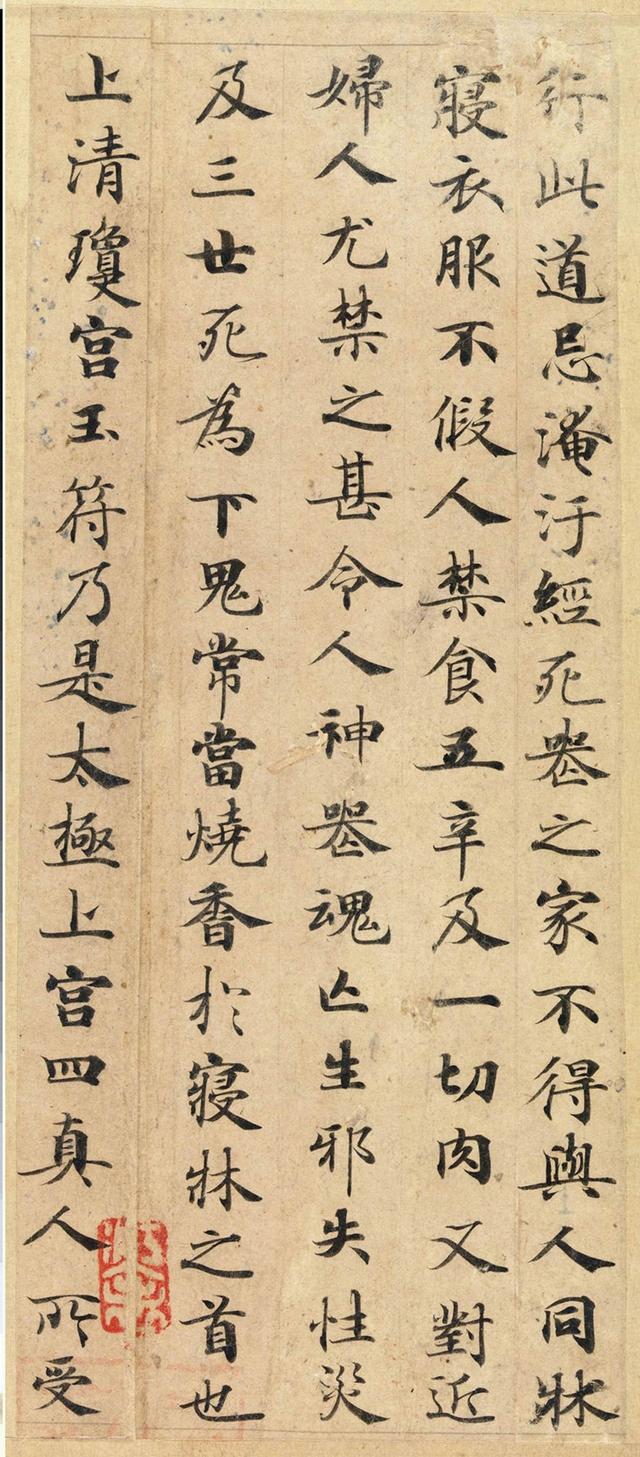 行此道忌淹汙經死喪之家不得與人同牀
寢衣服不假人禁食五辛及一切肉又對近
婦人尤禁之甚令人神喪魂亡生邪失性災
及三世死為下鬼常當燒香於寢牀之首也
上清瓊宮玉符乃是太極上宮四真人所受